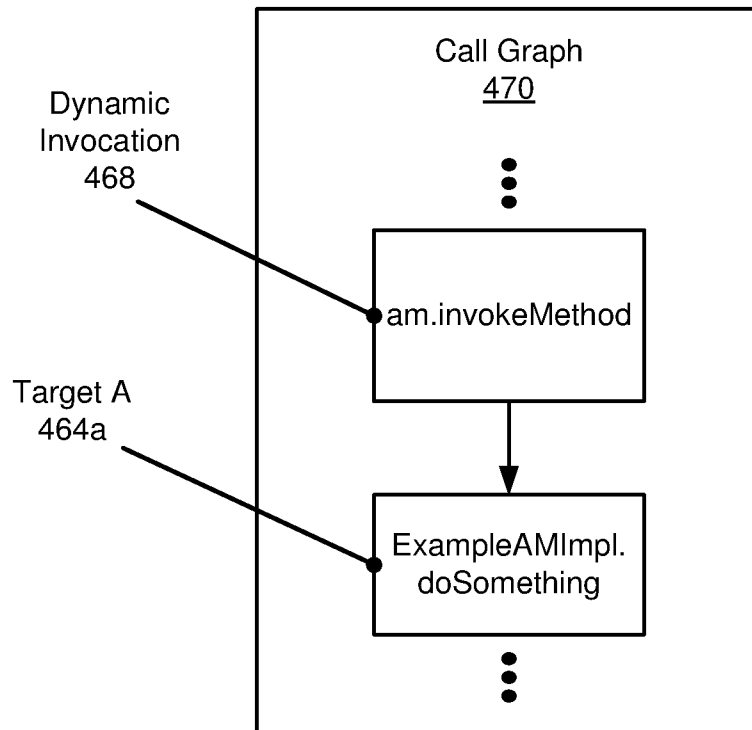 Call Graph
470
Dynamic
Invocation
468
am.invokeMethod
Target A
464a
ExampleAMImpl.
doSomething